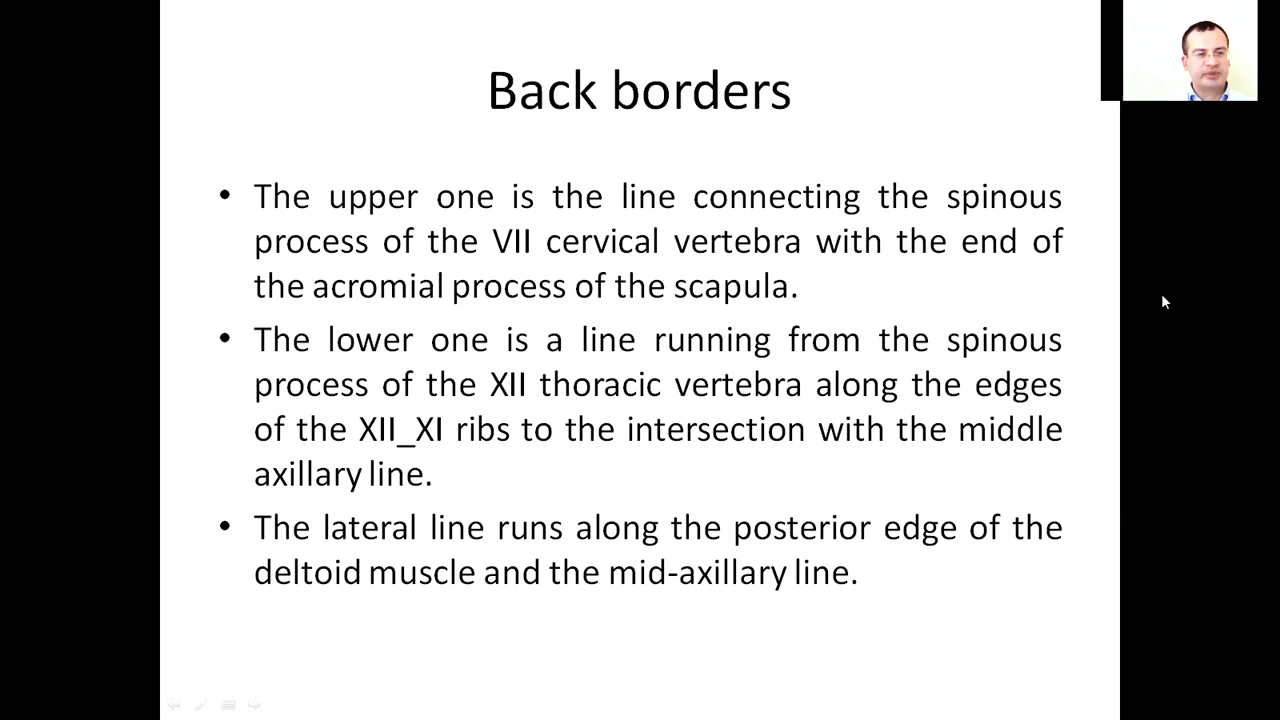 Back borders
• The upper one is the line connecting the spinous
process of the VII cervical vertebra with the end of
the acromial process of the scapula.
• The lower one is a line running from the spinous
process of the XII thoracic vertebra along the edges
of the XII_XI ribs to the intersection with the middle
axillary line.
• The lateral line runs along the posterior edge of the
deltoid muscle and the mid-axillary line.